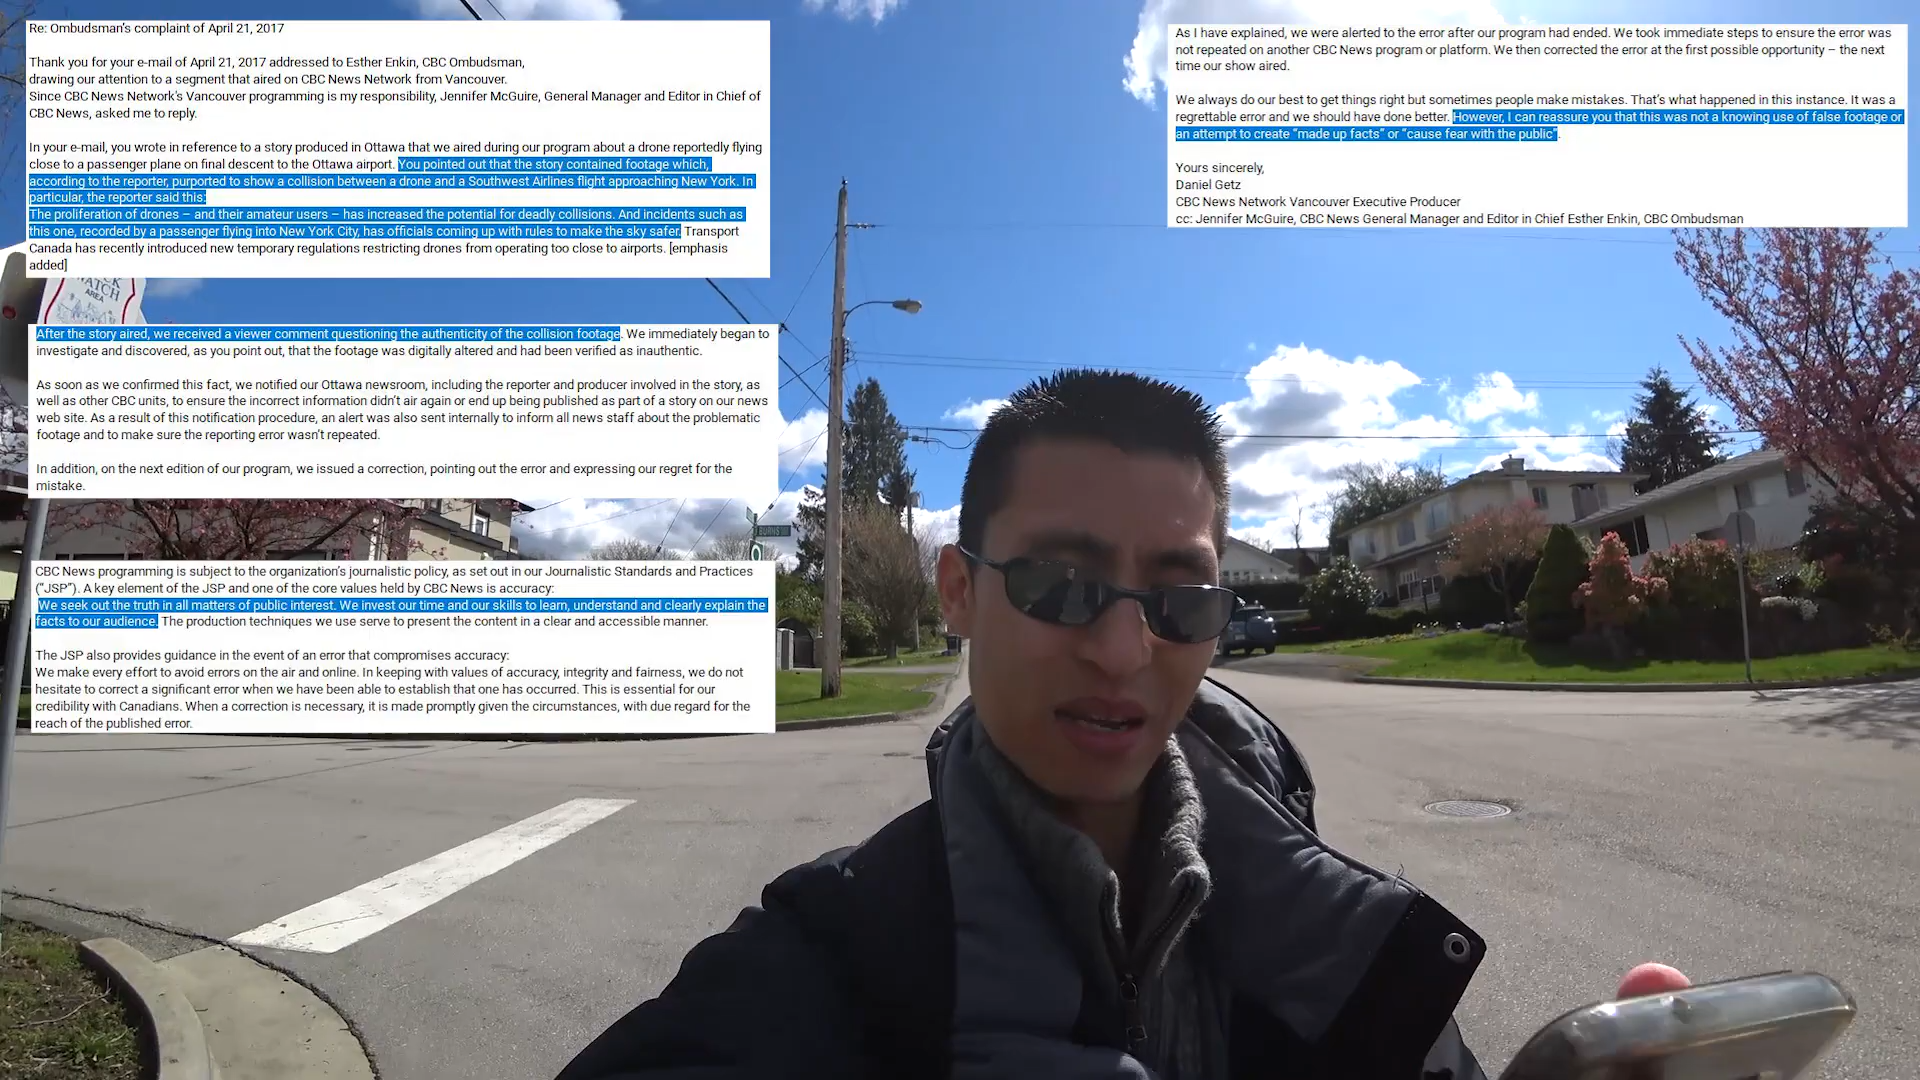 Re: Ombudsman's complaint of April 21, 2017
Thank you for your e-mail of April 21, 2017 addressed to Esther Enkin, CBC Ombudsman,
drawing our attention to a segment that aired on CBC News Network from Vancouver.
Since CBC News Network's Vancouver programming is my responsibility, Jennifer McGuire, General Manager and Editor in Chief of
CBC News, asked me to reply.
In your e-mail, you wrote in reference to a story produced in Ottawa that we aired during our program about a drone reportedly flying
close to a passenger plane on final descent to the Ottawa airport. You pointed out that the story contained footage which,
according to the reporter, purported to show a collision between a drone and a Southwest Airlines flight approaching New York. In
particular, the reporter said this:
The proliferation of drones – and their amateur users – has increased the potential for deadly collisions. And incidents such as
this one, recorded by a passenger flying into New York City, has officials coming up with rules to make the sky safer. Transport
Canada has recently introduced new temporary regulations restricting drones from operating too close to airports. [emphasis
added]
After the story aired, we received a viewer comment questioning the authenticity of the collision footage. We immediately began to
investigate and discovered, as you point out, that the footage was digitally altered and had been verified as inauthentic.
As soon as we confirmed this fact, we notified our Ottawa newsroom, including the reporter and producer involved in the story, as
well as other CBC units, to ensure the incorrect information didn't air again or end up being published as part of a story on our news
web site. As a result of this notification procedure, an alert was also sent internally to inform all news staff about the problematic
footage and to make sure the reporting error wasn't repeated.
In addition, on the next edition of our program, we issued a correction, pointing out the error and expressing our regret for the
mistake.
CBC News programming is subject to the organization's journalistic policy, as set out in our Journalistic Standards and Practices
("JSP"). A key element of the JSP and one of the core values held by CBC News is accuracy:
We seek out the truth in all matters of public interest. We invest our time and our skills to learn, understand and clearly explain the
facts to our audience. The production techniques we use serve to present the content in a clear and accessible manner.
The JSP also provides guidance in the event of an error that compromises accuracy:
We make every effort to avoid errors on the air and online. In keeping with values of accuracy, integrity and fairness, we do not
hesitate to correct a significant error when we have been able to establish that one has occurred. This is essential for our
credibility with Canadians. When a correction is necessary, it is made promptly given the circumstances, with due regard for the
reach of the published error.
As I have explained, we were alerted to the error after our program had ended. We took immediate steps to ensure the error was
not repeated on another CBC News program or platform. We then corrected the error at the first possible opportunity – the next
time our show aired.
We always do our best to get things right but sometimes people make mistakes. That's what happened in this instance. It was a
regrettable error and we should have done better. However, I can reassure you that this was not a knowing use of false footage or
an attempt to create "made up facts" or "cause fear with the public".
Yours sincerely,
Daniel Getz
CBC News Network Vancouver Executive Producer
cc: Jennifer McGuire, CBC News General Manager and Editor in Chief Esther Enkin, CBC Ombudsman
AREA
BURNS